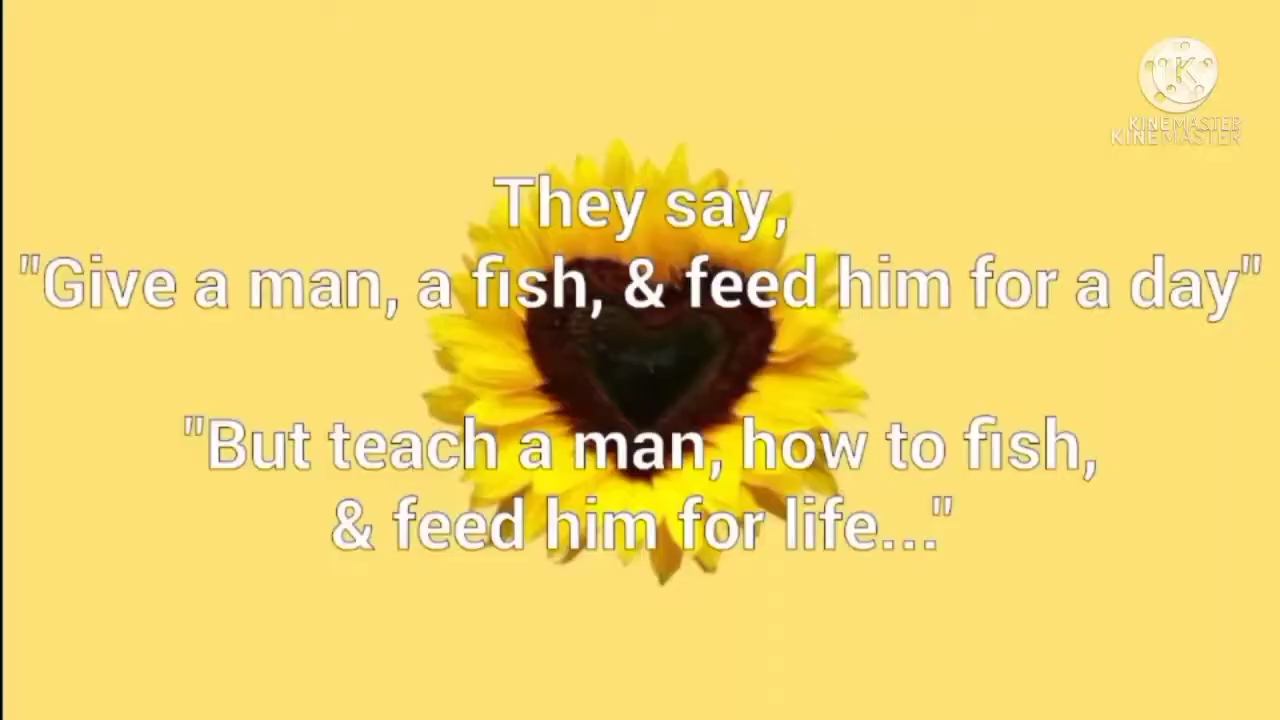 K
KINEMASTER
KINEMASTER
They say,
"Give a man, a fish, & feed him for a day"
"But teach a man, how to fish,
& feed him for life..."